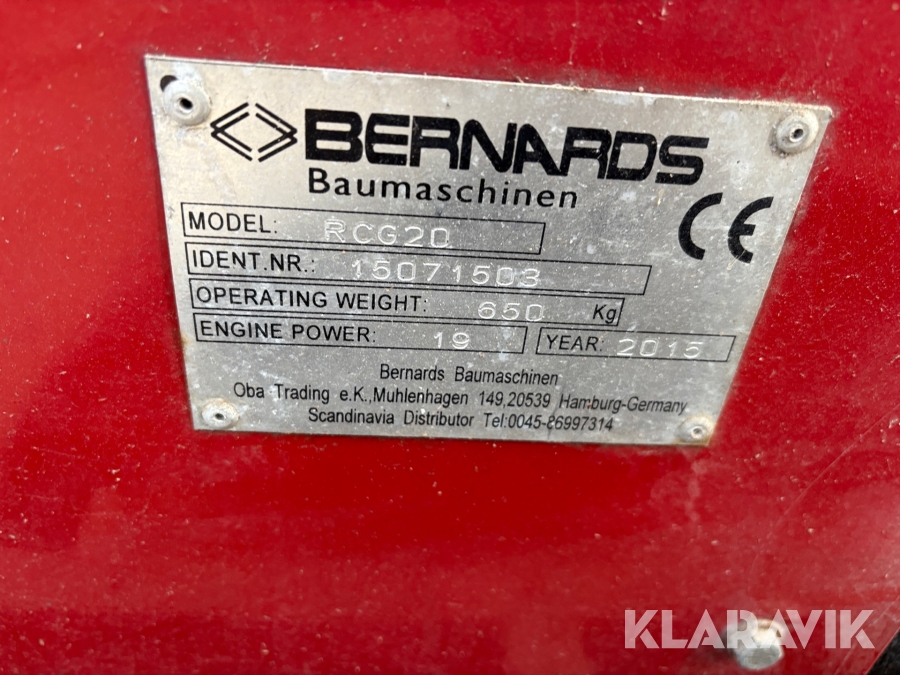 BERNARDS
Baumaschinen
CE
MODEL: RCG20
IDENT.NR.: 15071503
OPERATING WEIGHT: 650 Kg
ENGINE POWER: 19 YEAR: 2015
Bernards Baumaschinen
Oba Trading e.K.,Muhlenhagen 149,20539 Hamburg-Germany
Scandinavia Distributor Tel:0045-86997314
KLARAVIK